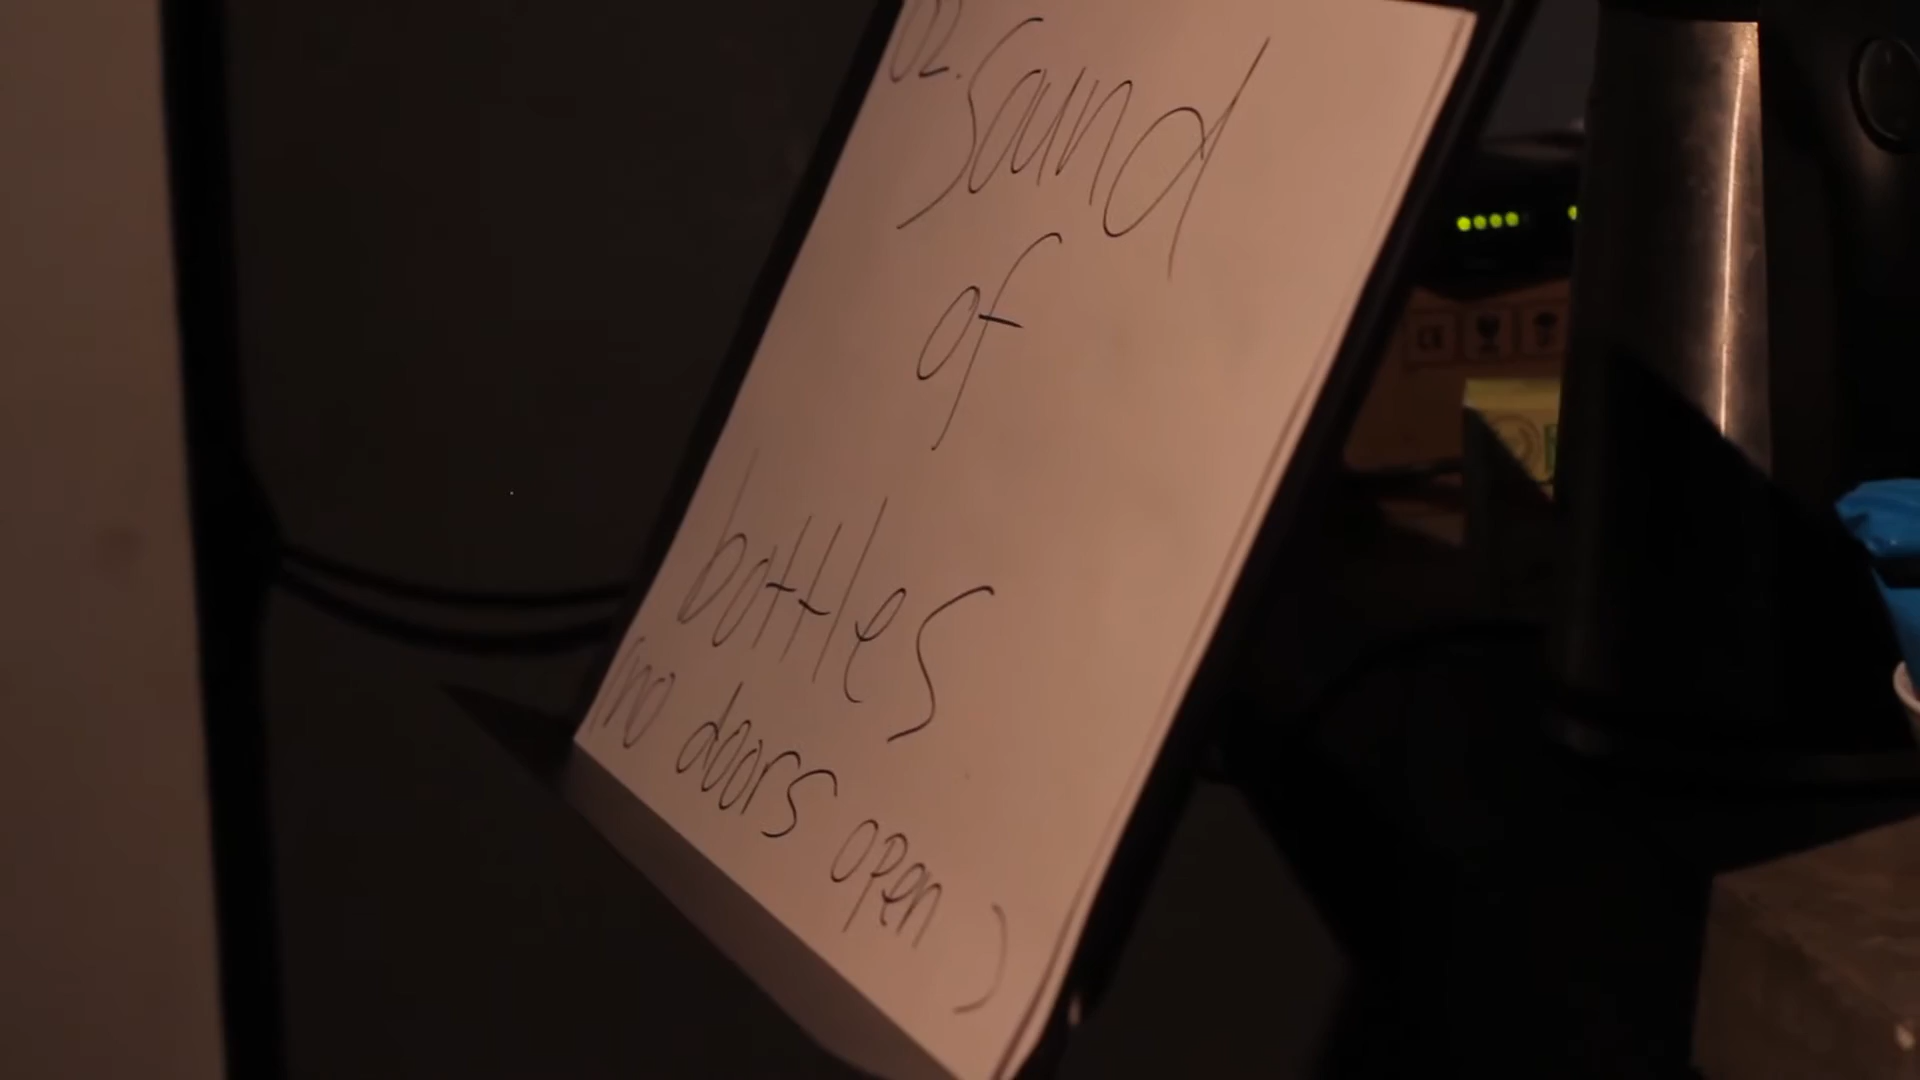 02. Sound
of
bottles
(no doors open)